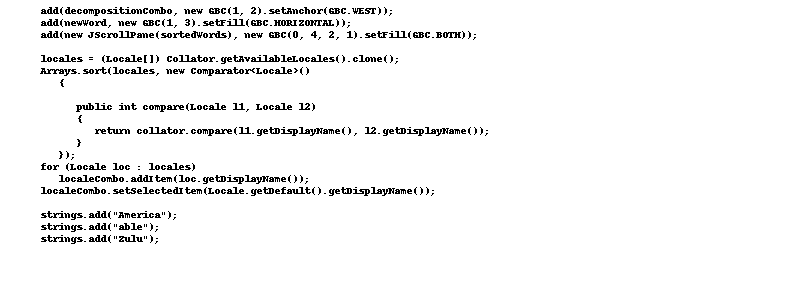 add(decompositionCombo, new GBC(1, 2).setAnchor(GBC.WEST));
add(newWord, new GBC(1, 3).setFill(GBC.HORIZONTAL));
add(new JScrollPane(sortedWords), new GBC(0, 4, 2, 1).setFill(GBC.BOTH));
locales = (Locale[]) Collator.getAvailableLocales().clone();
Arrays.sort(locales, new Comparator<Locale>()
{
public int compare(Locale l1, Locale l2)
{
return collator.compare(l1.getDisplayName(), l2.getDisplayName());
}
});
for (Locale loc : locales)
localeCombo.addItem(loc.getDisplayName());
localeCombo.setSelectedItem(Locale.getDefault().getDisplayName());
strings.add("America");
strings.add("able");
strings.add("Zulu");